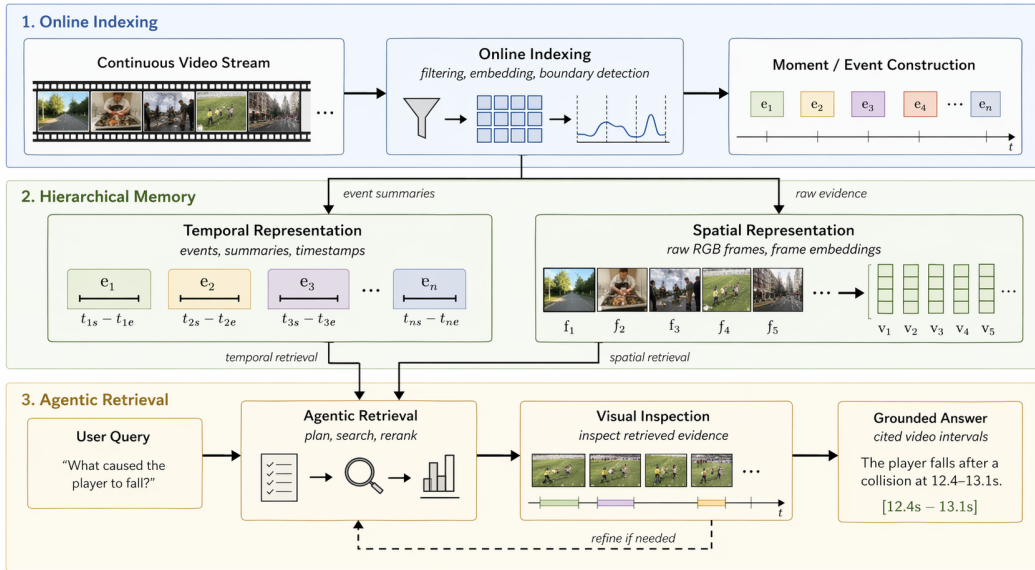 1. Online Indexing
Continuous Video Stream
...
Online Indexing
filtering, embedding, boundary detection
Moment / Event Construction
e1
e2
e3
e4
...
en
t
event summaries
raw evidence
2. Hierarchical Memory
Temporal Representation
events, summaries, timestamps
e1
e2
e3
...
en
t1s – t1e
t2s – t2e
t3s – t3e
tns – tne
Spatial Representation
raw RGB frames, frame embeddings
...
...
f1
f2
f3
f4
f5
v1
v2
v3
v4
v5
temporal retrieval
spatial retrieval
3. Agentic Retrieval
User Query
“What caused the
player to fall?”
Agentic Retrieval
plan, search, rerank
Visual Inspection
inspect retrieved evidence
...
t
refine if needed
Grounded Answer
cited video intervals
The player falls after a
collision at 12.4–13.1s.
[12.4s – 13.1s]